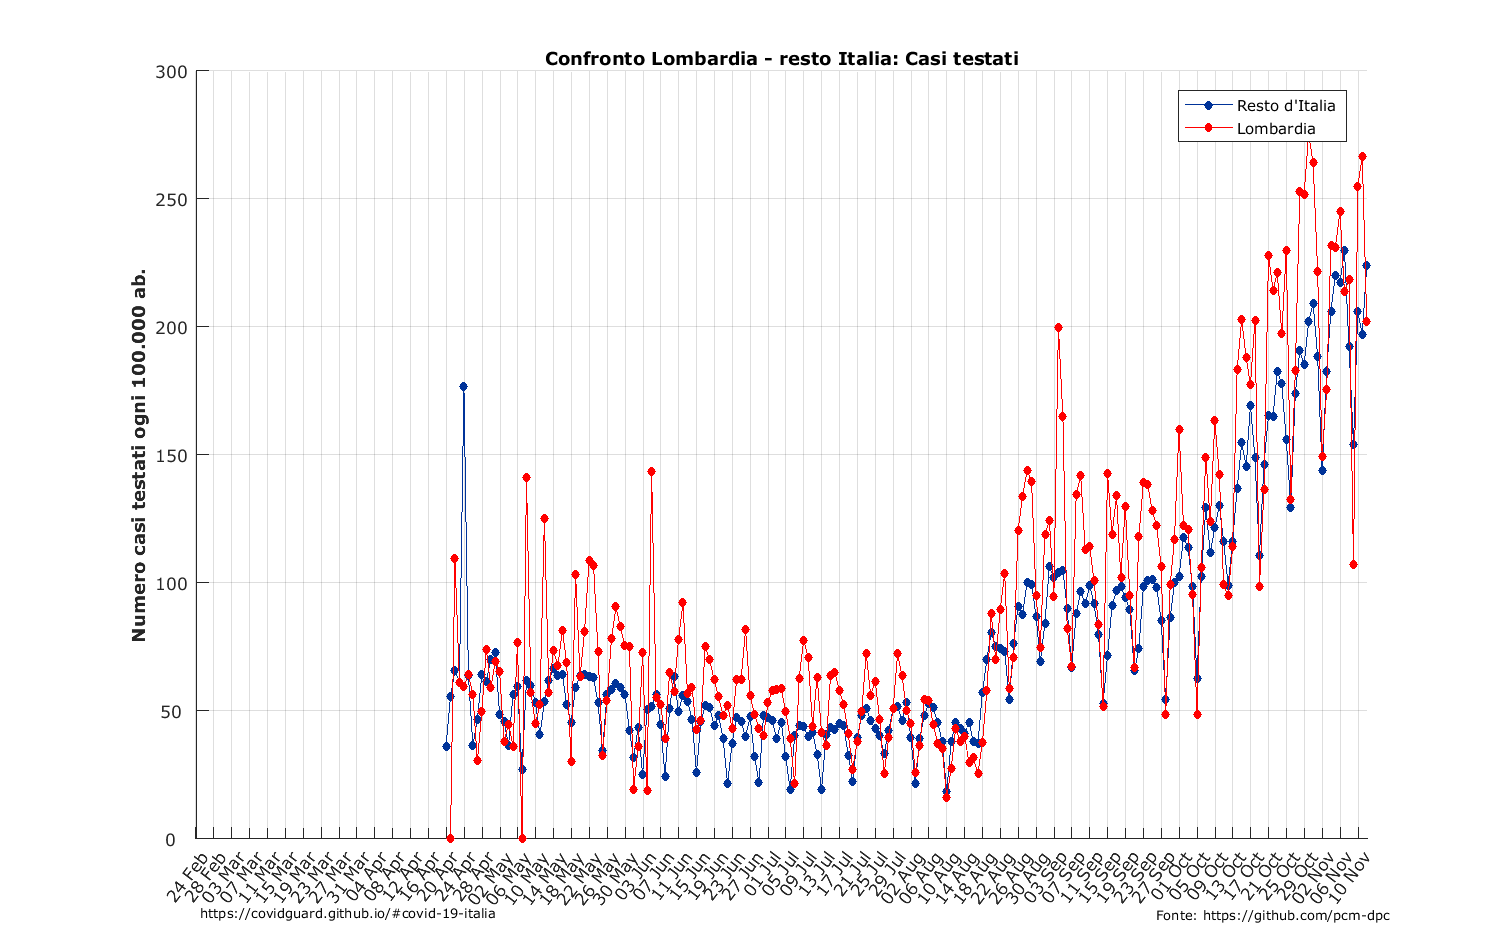 Confronto Lombardia - resto Italia: Casi testati
Resto d'Italia
Lombardia
Numero casi testati ogni 100.000 ab.
300
250
200
150
100
50
0
24 Feb
28 Feb
03 Mar
07 Mar
11 Mar
15 Mar
19 Mar
23 Mar
27 Mar
31 Mar
04 Apr
08 Apr
12 Apr
16 Apr
20 Apr
24 Apr
28 Apr
02 May
06 May
10 May
14 May
18 May
22 May
26 May
30 May
03 Jun
07 Jun
11 Jun
15 Jun
19 Jun
23 Jun
27 Jun
01 Jul
05 Jul
09 Jul
13 Jul
17 Jul
21 Jul
25 Jul
29 Jul
02 Aug
06 Aug
10 Aug
14 Aug
18 Aug
22 Aug
26 Aug
30 Aug
03 Sep
07 Sep
11 Sep
15 Sep
19 Sep
23 Sep
27 Sep
01 Oct
05 Oct
09 Oct
13 Oct
17 Oct
21 Oct
25 Oct
29 Oct
02 Nov
06 Nov
10 Nov
https://covidguard.github.io/#covid-19-italia
Fonte: https://github.com/pcm-dpc